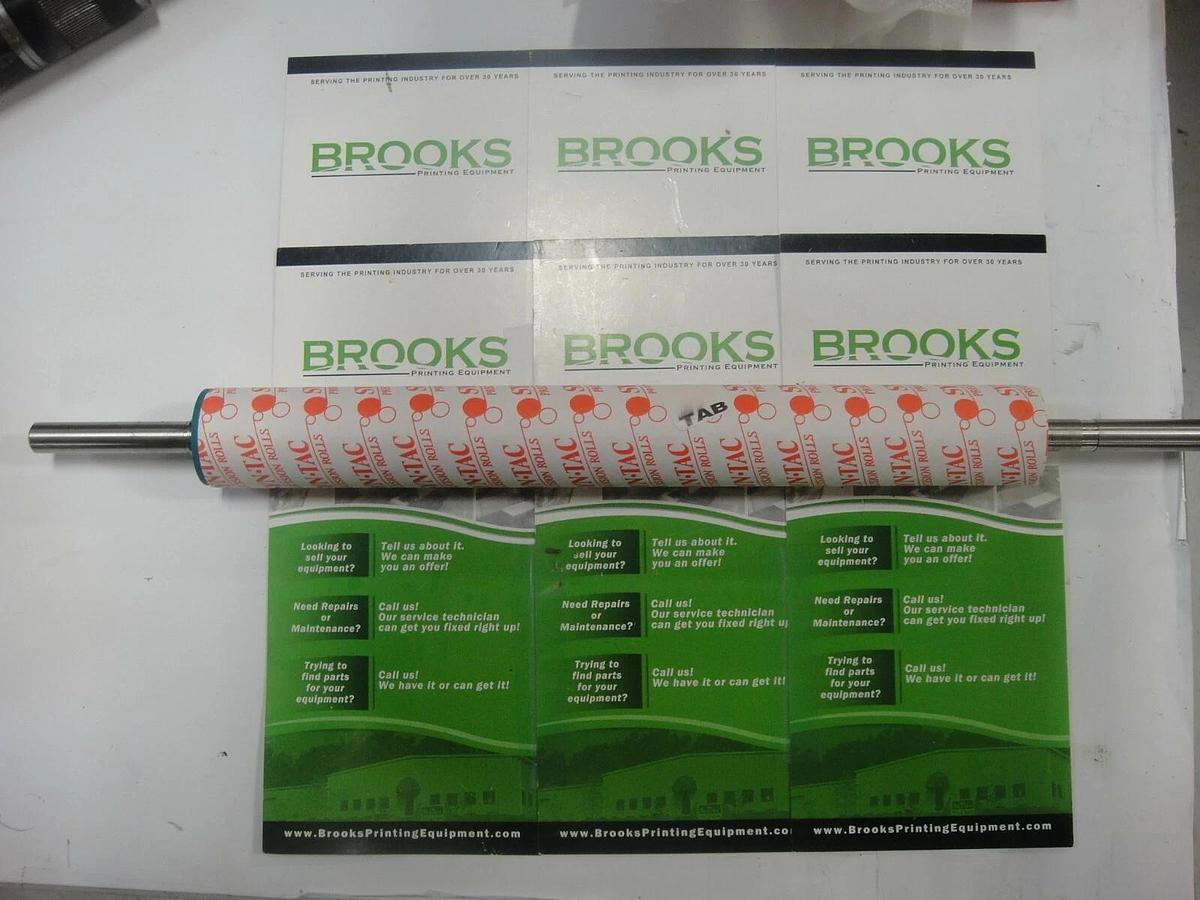 SERVING THE PRINTING INDUSTRY FOR OVER 30 YEARS
BROOKS
PRINTING EQUIPMENT
SERVING THE PRINTING INDUSTRY FOR OVER 30 YEARS
BROOKS
PRINTING EQUIPMENT
SERVING THE PRINTING INDUSTRY FOR OVER 30 YEARS
BROOKS
PRINTING EQUIPMENT
SERVING THE PRINTING INDUSTRY FOR OVER 30 YEARS
BROOKS
PRINTING EQUIPMENT
SERVING THE PRINTING INDUSTRY FOR OVER 30 YEARS
BROOKS
PRINTING EQUIPMENT
SERVING THE PRINTING INDUSTRY FOR OVER 30 YEARS
BROOKS
PRINTING EQUIPMENT
TAB
N·TAC
ROLLS
Looking to
sell your
equipment?
Tell us about it.
We can make
you an offer!
Need Repairs
or
Maintenance?
Call us!
Our service technician
can get you fixed right up!
Trying to
find parts
for your
equipment?
Call us!
We have it or can get it!
www.BrooksPrintingEquipment.com
Looking to
sell your
equipment?
Tell us about it.
We can make
you an offer!
Need Repairs
or
Maintenance?
Call us!
Our service technician
can get you fixed right up
Trying to
find parts
for your
equipment?
Call us!
We have it or can get it!
www.BrooksPrintingEquipment.co
Looking to
sell your
equipment?
Tell us about it.
We can make
you an offer!
Need Repairs
or
Maintenance?
Call us!
Our service technician
can get you fixed right up!
Trying to
find parts
for your
equipment?
Call us!
We have it or can get it!
www.BrooksPrintingEquipment.com